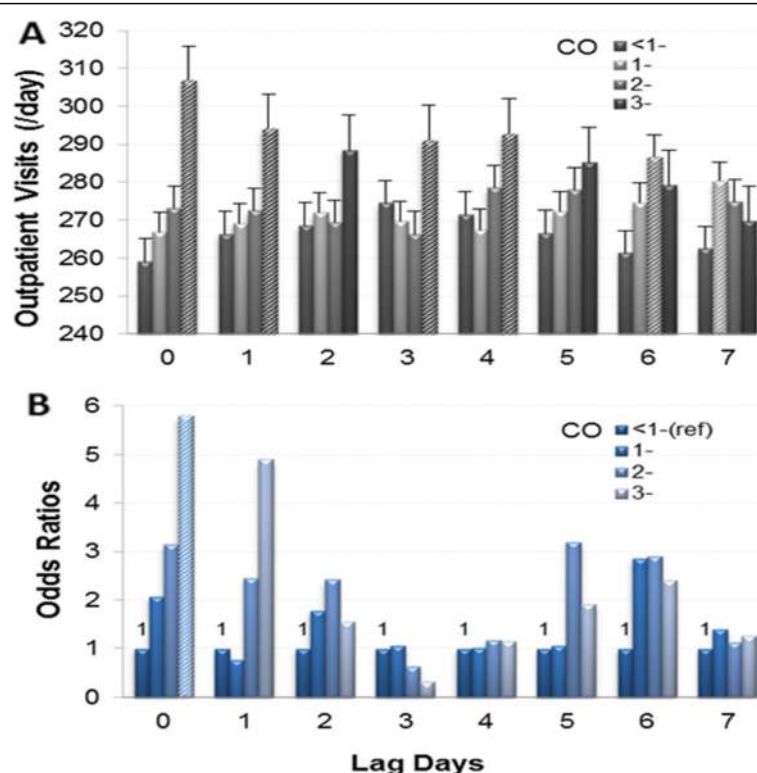 A
Outpatient Visits (/day)
320
310
300
290
280
270
260
250
240
CO
<1-
1-
2-
3-
0 1 2 3 4 5 6 7
B
Odds Ratios
6
5
4
3
2
1
0
CO
<1-(ref)
1-
2-
3-
1 1 1 1 1 1 1 1
0 1 2 3 4 5 6 7
Lag Days